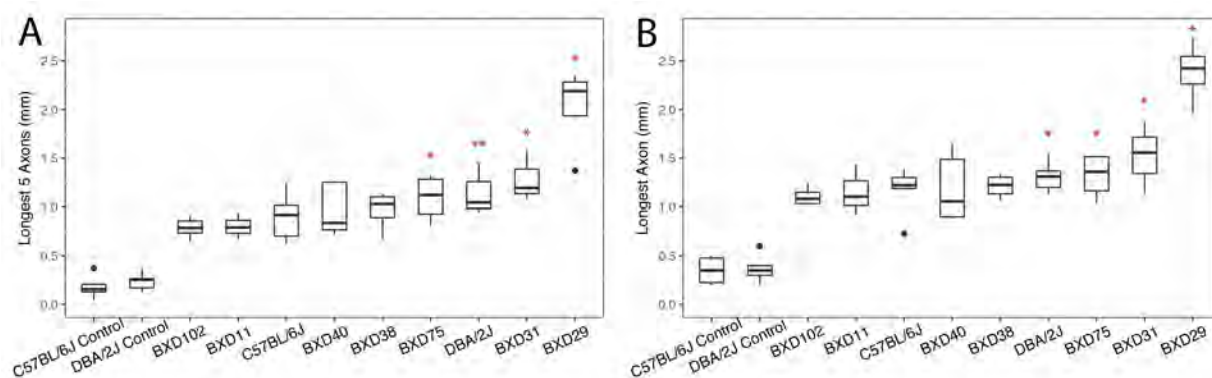 A
Longest 5 Axons (mm)
2.5
2.0
1.5
1.0
0.5
0.0
C57BL/6J Control
DBA/2J Control
BXD102
BXD11
C57BL/6J
BXD40
BXD38
BXD75
DBA/2J
BXD31
BXD29
*
**
*
*
B
Longest Axon (mm)
2.5
2.0
1.5
1.0
0.5
0.0
C57BL/6J Control
DBA/2J Control
BXD102
BXD11
C57BL/6J
BXD40
BXD38
DBA/2J
BXD75
BXD31
BXD29
*
*
*
*